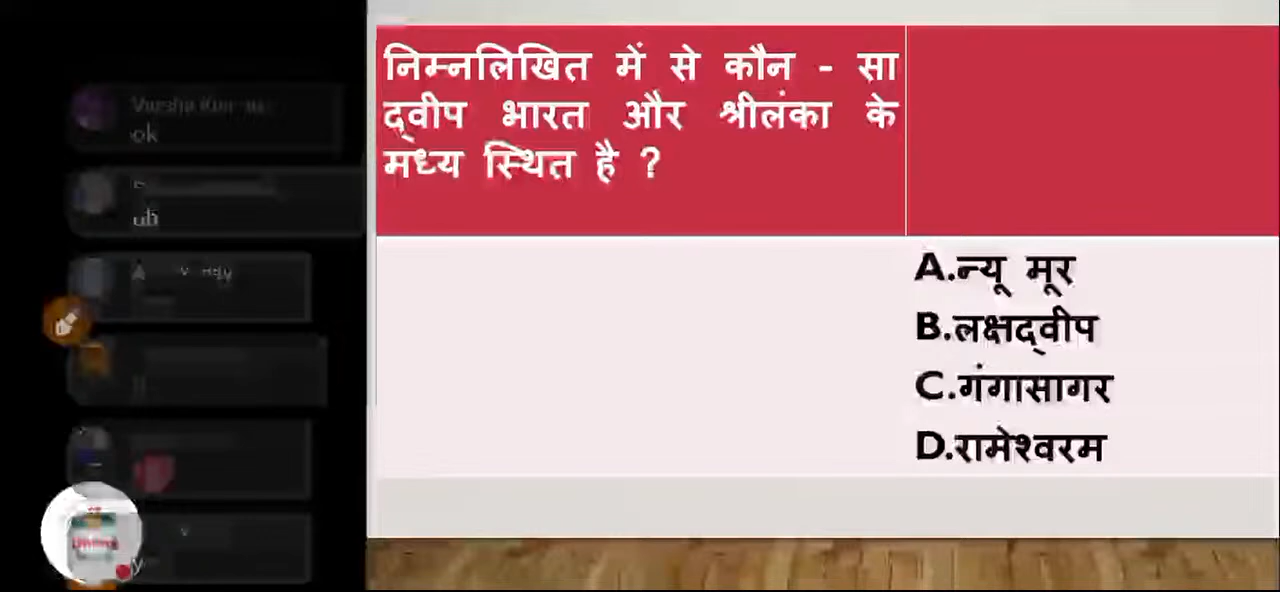 ok
uh
निम्नलिखित में से कौन - सा
द्वीप भारत और श्रीलंका के
मध्य स्थित है ?
A.न्यू मूर
B.लक्षद्वीप
C.गंगासागर
D.रामेश्वरम